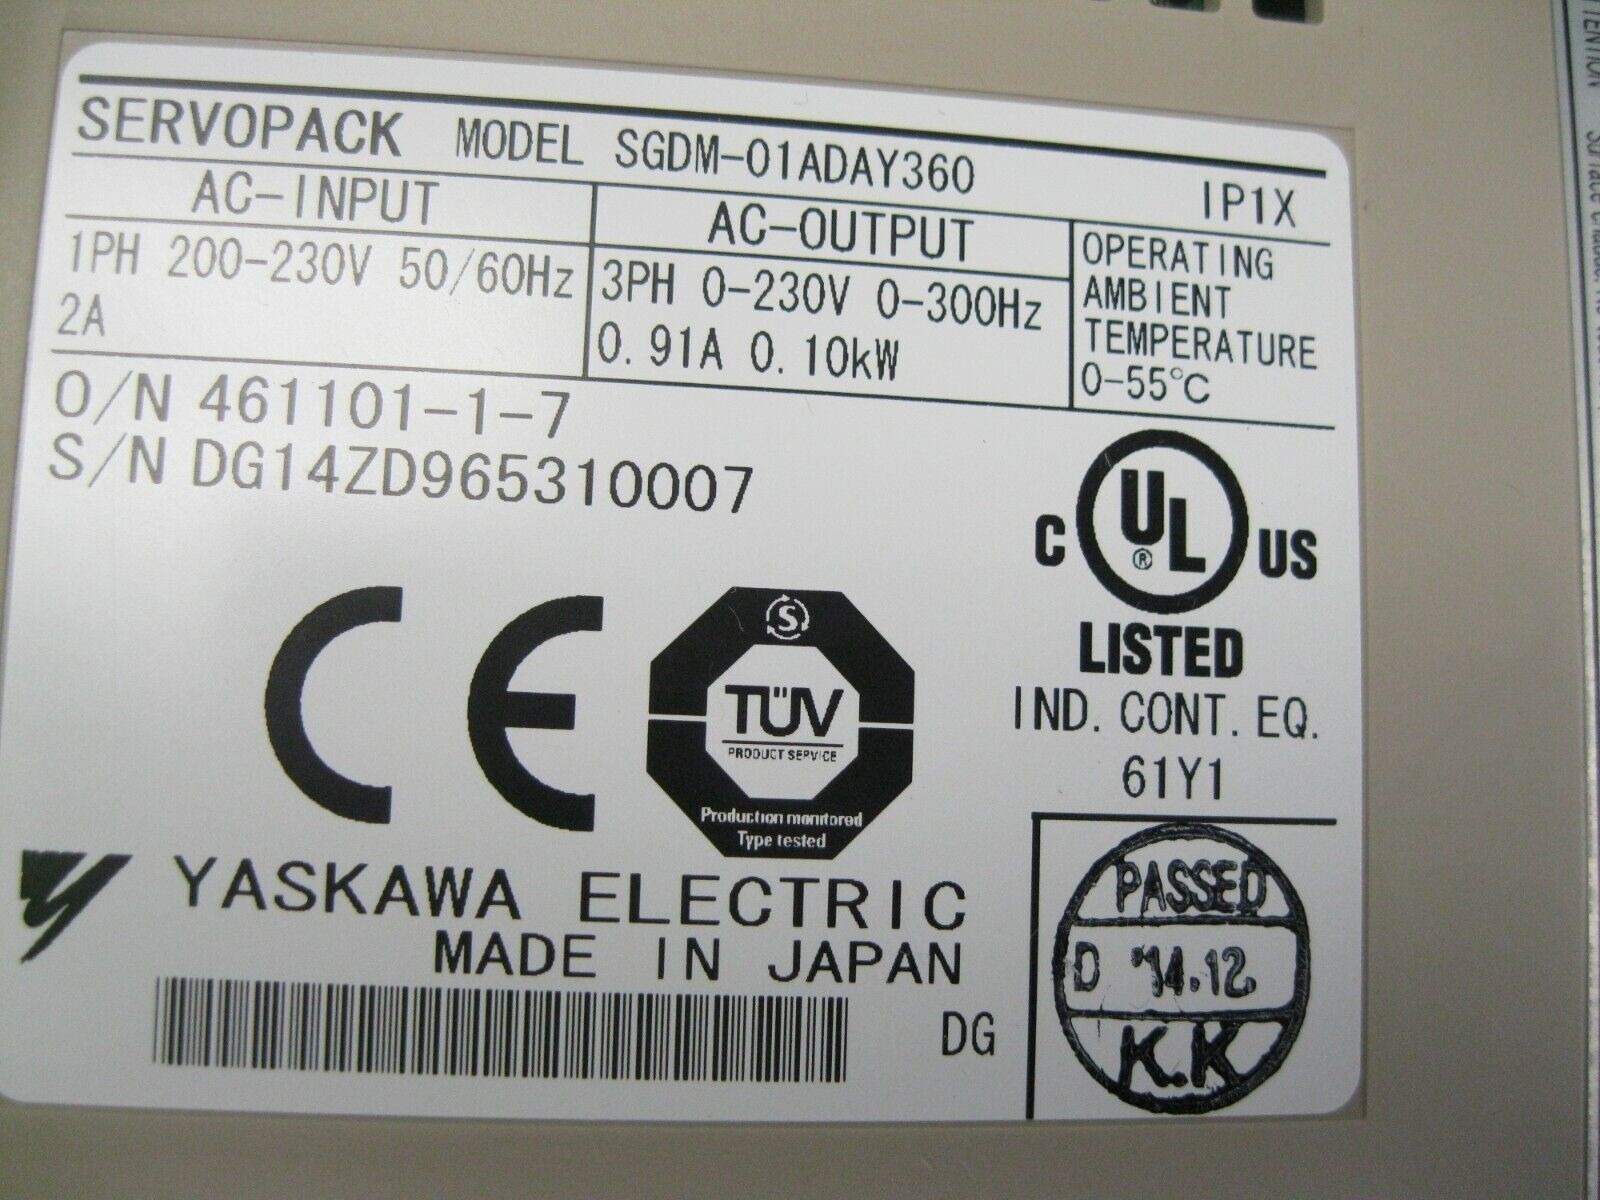 SERVOPACK MODEL SGDM-01ADAY360 IP1X
AC-INPUT
1PH 200-230V 50/60Hz
2A
AC-OUTPUT
3PH 0-230V 0-300Hz
0.91A 0.10kW
OPERATING
AMBIENT
TEMPERATURE
0-55°C
O/N 461101-1-7
S/N DG14ZD965310007
C UL ® US
LISTED
IND. CONT. EQ.
61Y1
CE
S
TÜV
PRODUCT SERVICE
Production monitored
Type tested
YASKAWA ELECTRIC
MADE IN JAPAN
DG
PASSED
D '14.12.
K.K